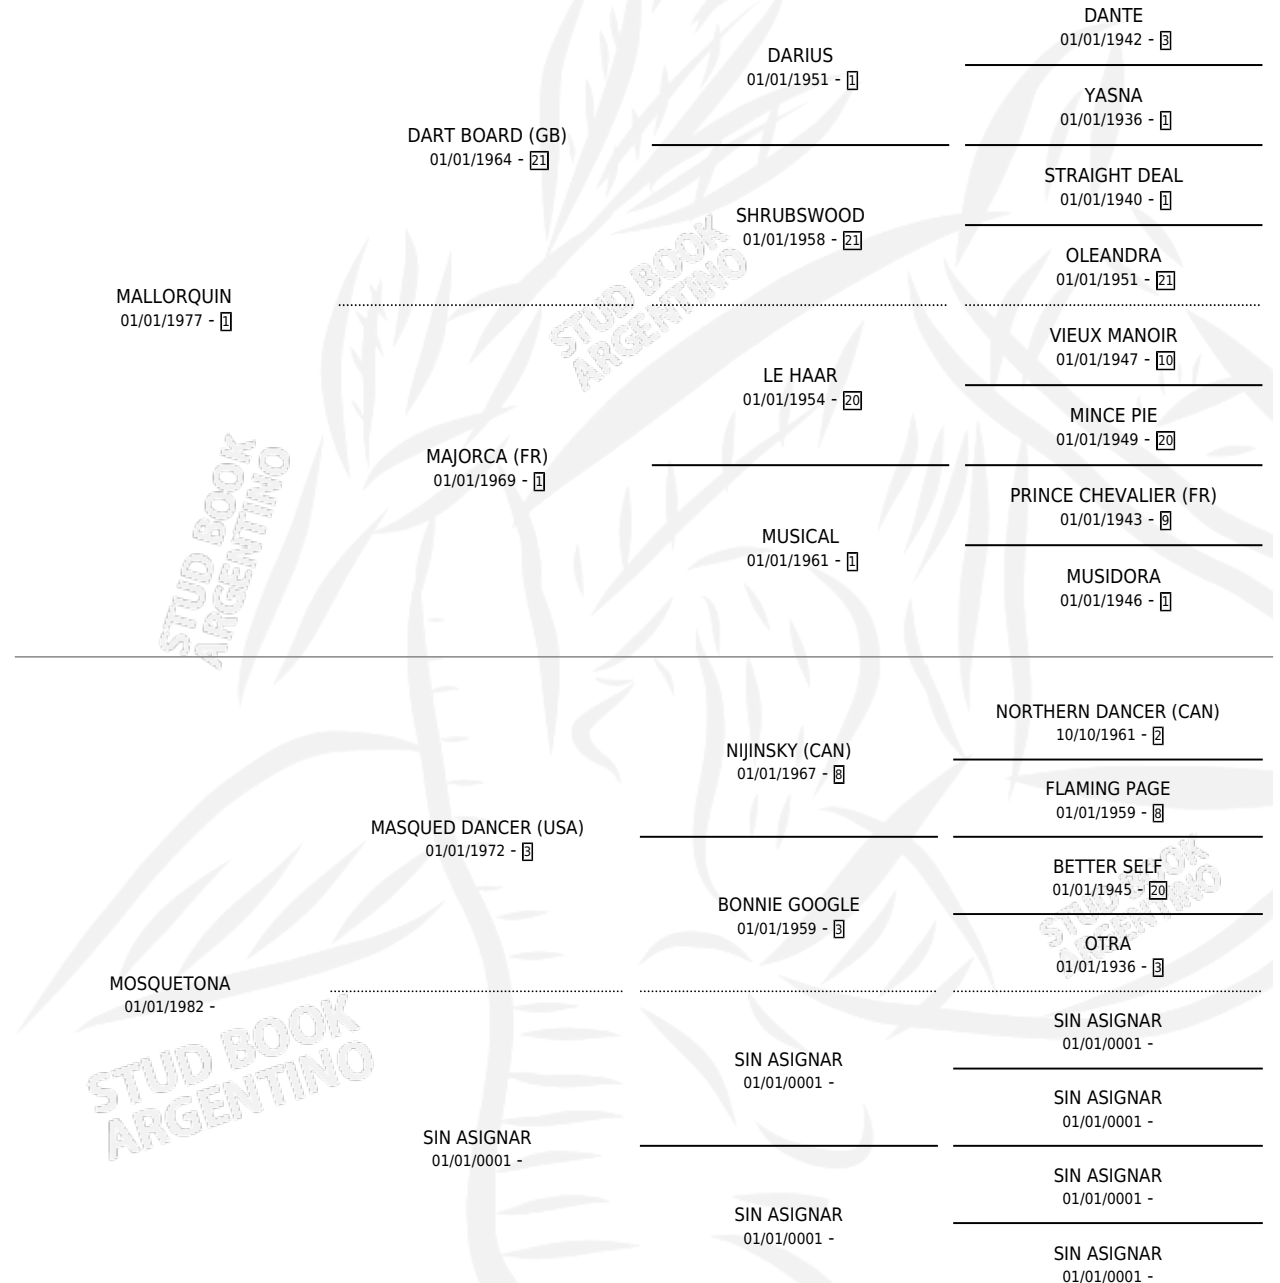 DANTE
01/01/1942 - 3
DARIUS
01/01/1951 - 1
YASNA
01/01/1936 - 1
DART BOARD (GB)
01/01/1964 - 21
STRAIGHT DEAL
01/01/1940 - 1
SHRUBSWOOD
01/01/1958 - 21
OLEANDRA
01/01/1951 - 21
MALLORQUIN
01/01/1977 - 1
VIEUX MANOIR
01/01/1947 - 10
LE HAAR
01/01/1954 - 20
MINCE PIE
01/01/1949 - 20
MAJORCA (FR)
01/01/1969 - 1
PRINCE CHEVALIER (FR)
01/01/1943 - 9
MUSICAL
01/01/1961 - 1
MUSIDORA
01/01/1946 - 1
NORTHERN DANCER (CAN)
10/10/1961 - 2
NIJINSKY (CAN)
01/01/1967 - 8
FLAMING PAGE
01/01/1959 - 8
MASQUED DANCER (USA)
01/01/1972 - 3
BETTER SELF
01/01/1945 - 20
BONNIE GOOGLE
01/01/1959 - 3
OTRA
01/01/1936 - 3
MOSQUETONA
01/01/1982 -
SIN ASIGNAR
01/01/0001 -
SIN ASIGNAR
01/01/0001 -
SIN ASIGNAR
01/01/0001 -
SIN ASIGNAR
01/01/0001 -
SIN ASIGNAR
01/01/0001 -
SIN ASIGNAR
01/01/0001 -
SIN ASIGNAR
01/01/0001 -
STUD BOOK
ARGENTINO
STUD BOOK
ARGENTINO
STUD BOOK
ARGENTINO
STUD BOOK
ARGENTINO